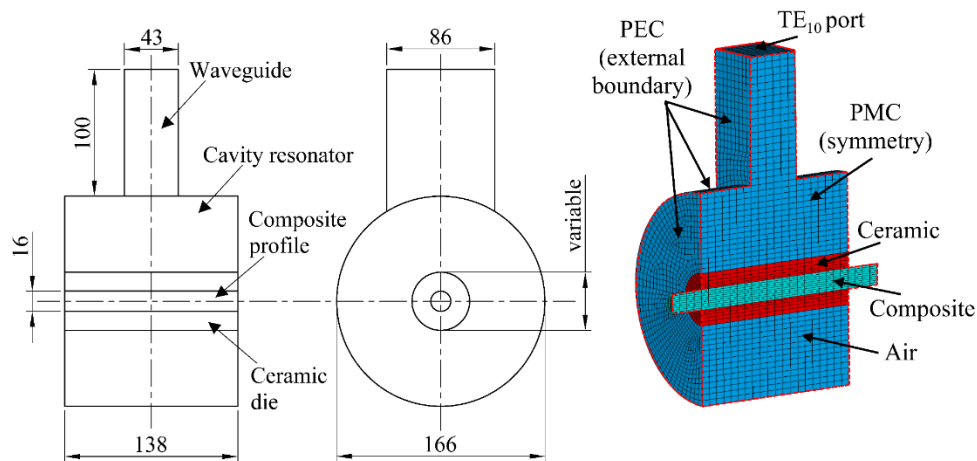 43
Waveguide
100
Cavity resonator
Composite
profile
16
Ceramic
die
138
86
variable
166
TE₁₀ port
PEC
(external
boundary)
PMC
(symmetry)
Ceramic
Composite
Air